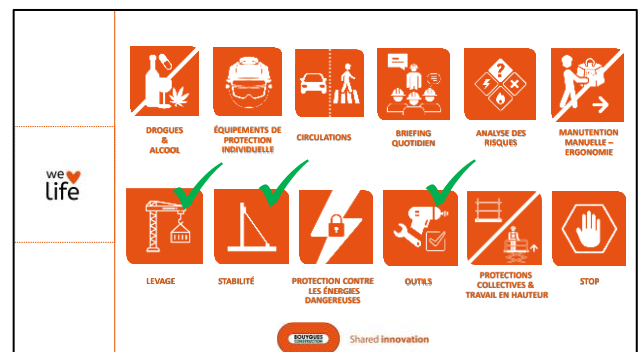 DROGUES
&
ALCOOL
ÉQUIPEMENTS DE
PROTECTION
INDIVIDUELLE
CIRCULATIONS
BRIEFING
QUOTIDIEN
ANALYSE DES
RISQUES
MANUTENTION
MANUELLE –
ERGONOMIE
we
life
LEVAGE
STABILITÉ
PROTECTION CONTRE
LES ÉNERGIES
DANGEREUSES
OUTILS
PROTECTIONS
COLLECTIVES &
TRAVAIL EN HAUTEUR
STOP
BOUYGUES
CONSTRUCTION
Shared innovation